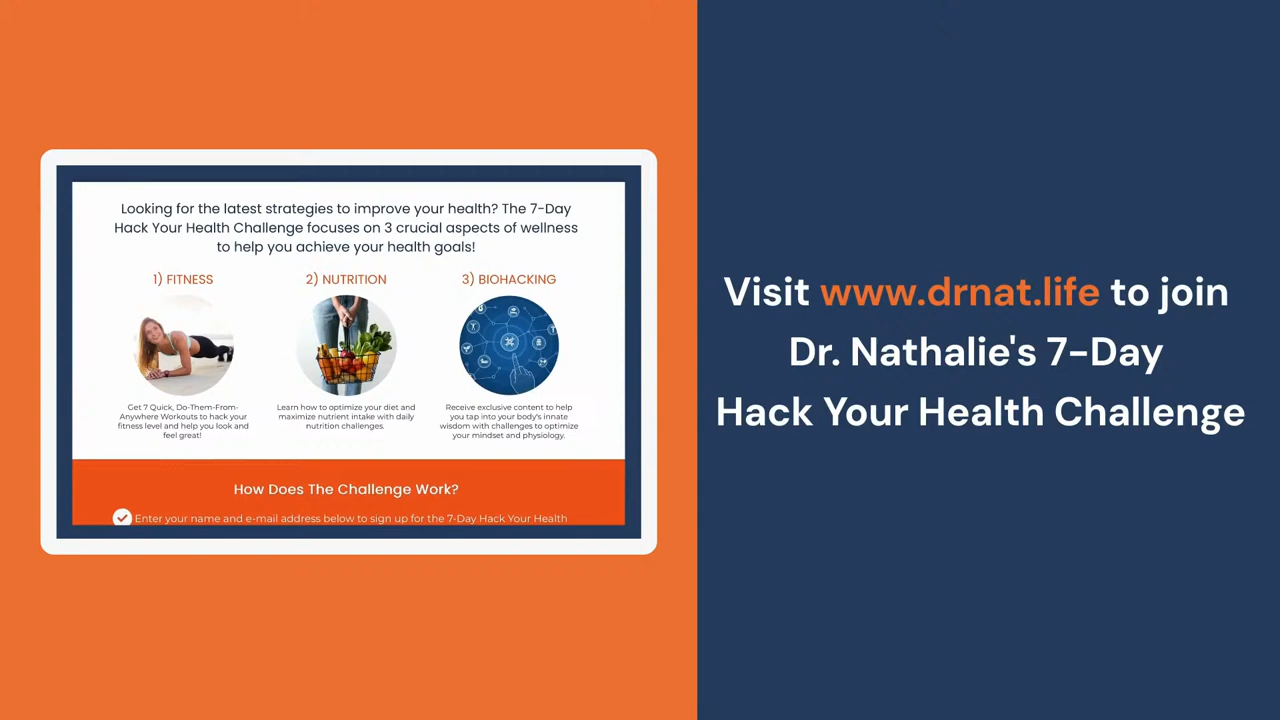 Looking for the latest strategies to improve your health? The 7-Day
Hack Your Health Challenge focuses on 3 crucial aspects of wellness
to help you achieve your health goals!
1) FITNESS
Get 7 Quick, Do-Them-From-
Anywhere Workouts to hack your
fitness level and help you look and
feel great!
2) NUTRITION
Learn how to optimize your diet and
maximize nutrient intake with daily
nutrition challenges.
3) BIOHACKING
Receive exclusive content to help
you tap into your body's innate
wisdom with challenges to optimize
your mindset and physiology.
How Does The Challenge Work?
Enter your name and e-mail address below to sign up for the 7-Day Hack Your Health
Visit www.drnat.life to join
Dr. Nathalie's 7-Day
Hack Your Health Challenge